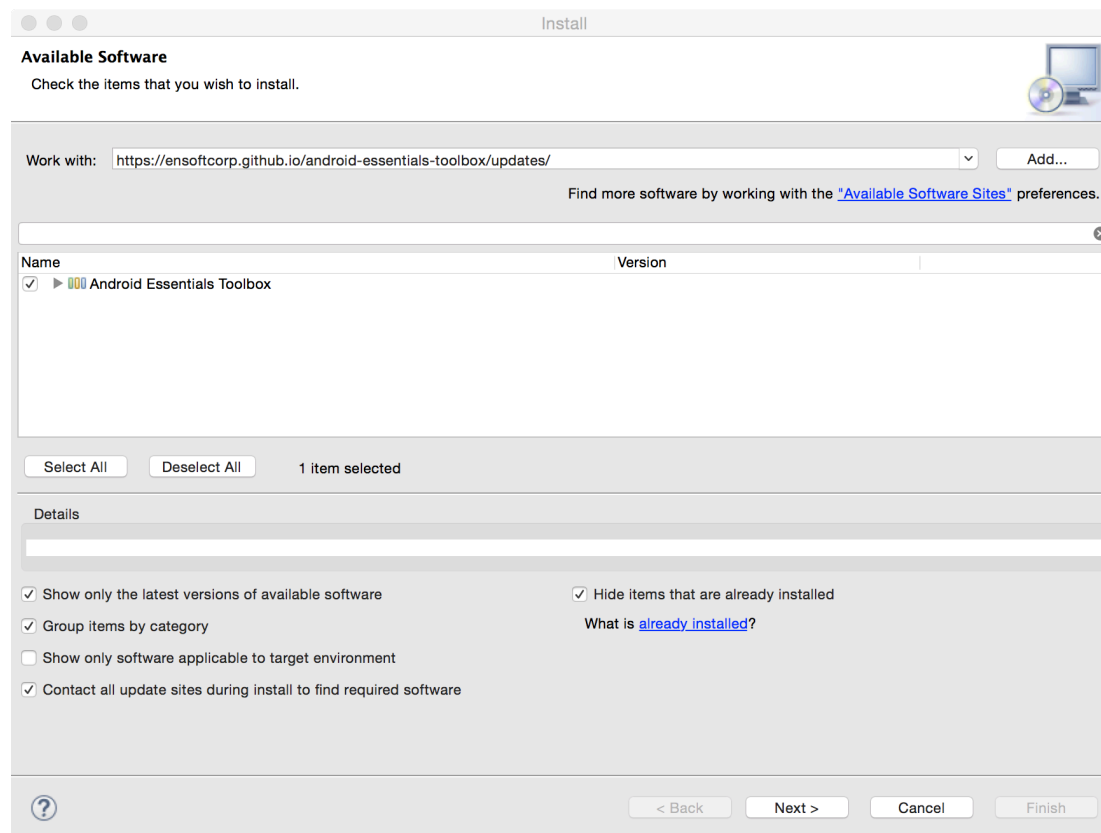 Install
Available Software
Check the items that you wish to install.
Work with: https://ensoftcorp.github.io/android-essentials-toolbox/updates/ Add...
Find more software by working with the "Available Software Sites" preferences.
Name Version
Android Essentials Toolbox
Select All Deselect All 1 item selected
Details
Show only the latest versions of available software Hide items that are already installed
Group items by category What is already installed?
Show only software applicable to target environment
Contact all update sites during install to find required software
? < Back Next > Cancel Finish